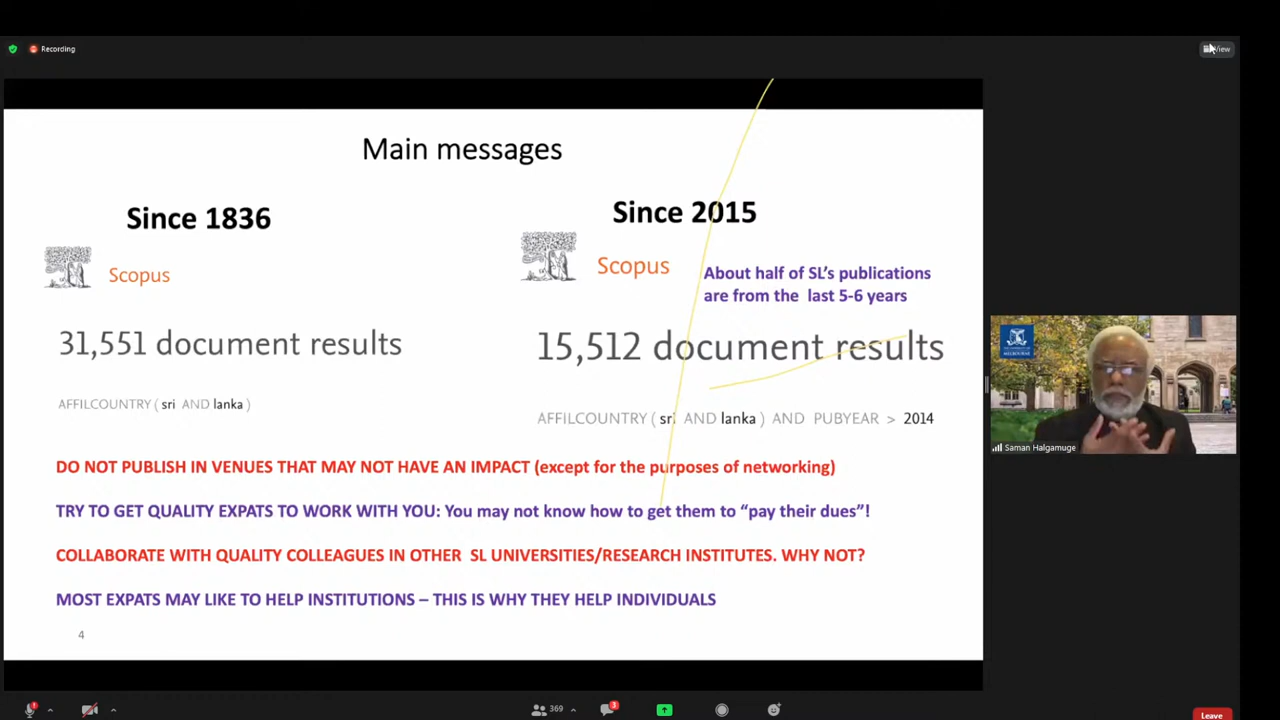 Recording
View
Main messages
Since 1836
Since 2015
Scopus
Scopus
About half of SL's publications
are from the last 5-6 years
31,551 document results
15,512 document results
AFFILCOUNTRY ( sri AND lanka )
AFFILCOUNTRY ( sri AND lanka ) AND PUBYEAR > 2014
DO NOT PUBLISH IN VENUES THAT MAY NOT HAVE AN IMPACT (except for the purposes of networking)
TRY TO GET QUALITY EXPATS TO WORK WITH YOU: You may not know how to get them to “pay their dues”!
COLLABORATE WITH QUALITY COLLEAGUES IN OTHER SL UNIVERSITIES/RESEARCH INSTITUTES. WHY NOT?
MOST EXPATS MAY LIKE TO HELP INSTITUTIONS – THIS IS WHY THEY HELP INDIVIDUALS
4
MELBOURNE
Saman Halgamuge
369
3
Leave